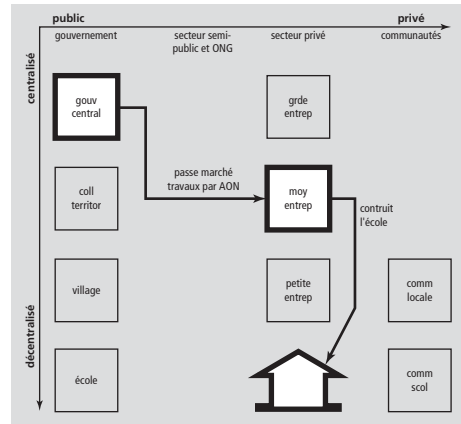 public
privé
gouvernement
secteur semi-
public et ONG
secteur privé
communautés
centralisé
gouv
central
grde
entrep
passe marché
travaux par AON
coll
territor
moy
entrep
contruit
l'école
village
petite
entrep
comm
locale
décentralisé
école
comm
scol